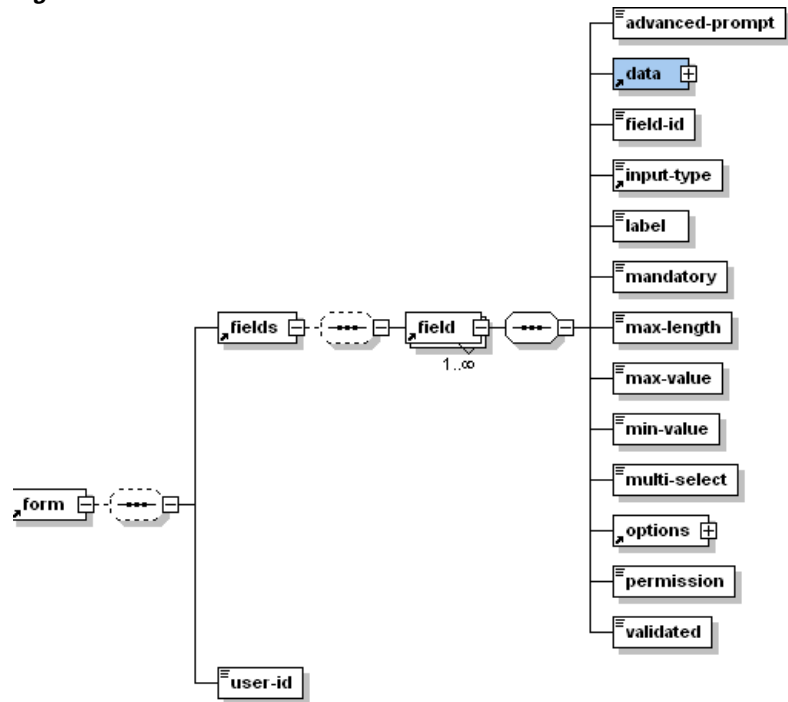 advanced-prompt
data
field-id
input-type
label
mandatory
fields
field
max-length
1..∞
max-value
min-value
multi-select
form
options
permission
validated
user-id